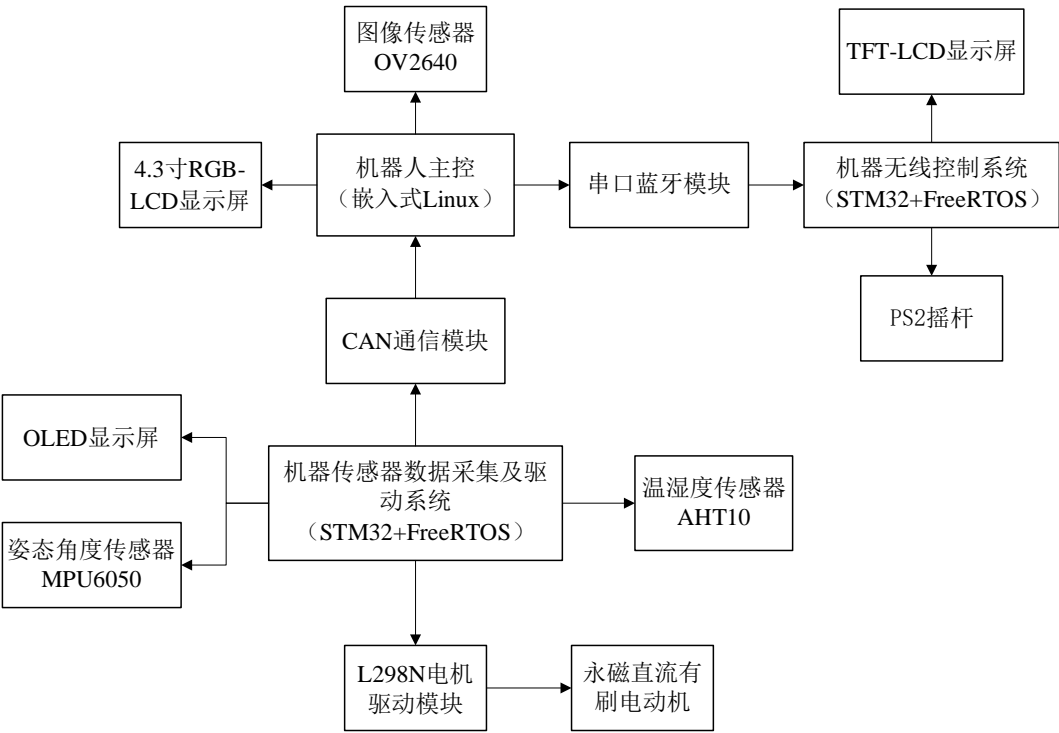 图像传感器
OV2640
TFT-LCD显示屏
4.3寸RGB-
LCD显示屏
机器人主控
（嵌入式Linux）
串口蓝牙模块
机器无线控制系统
（STM32+FreeRTOS）
CAN通信模块
PS2摇杆
OLED显示屏
机器传感器数据采集及驱
动系统
（STM32+FreeRTOS）
温湿度传感器
AHT10
姿态角度传感器
MPU6050
L298N电机
驱动模块
永磁直流有
刷电动机